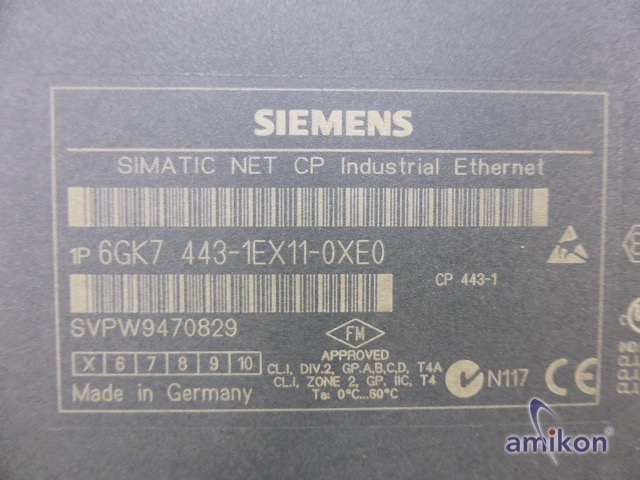 SIEMENS
SIMATIC NET CP Industrial Ethernet
1P 6GK7 443-1EX11-0XE0
CP 443-1
SVPW9470829
FM
APPROVED
X 6 7 8 9 10
CL.I, DIV.2, GP.A,B,C,D, T4A
CL.I, ZONE 2, GP. IIC, T4
Ta: 0°C...60°C
N117 CE
Made in Germany
amikon